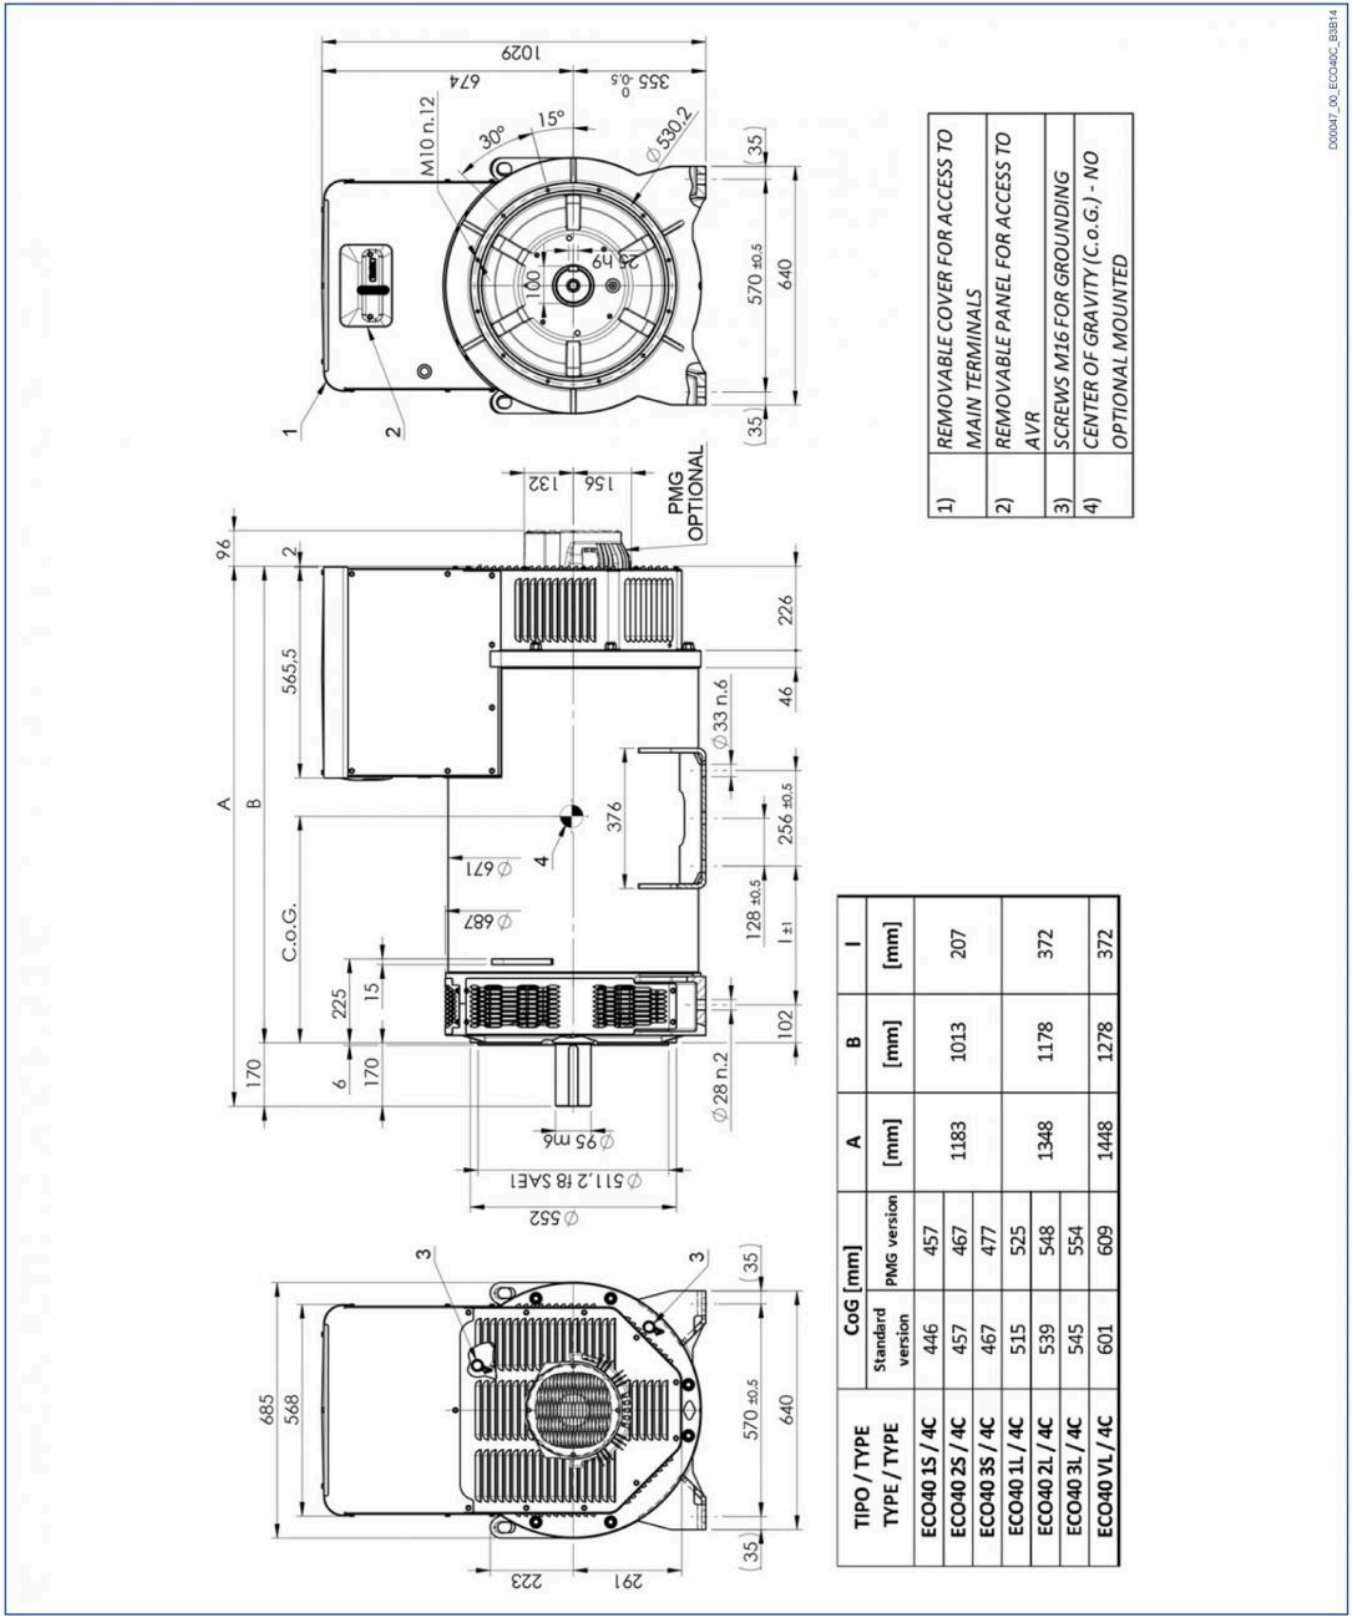 D00047_00_ECO40C_B3B14
685
568
223
291
3
3
(35)
570 ±0.5
(35)
640
A
B
C.o.G.
170
96
2
565,5
225
6
15
170
Ø 552
Ø 511,2 f8 SAE1
Ø 95 m6
Ø 687
Ø 671
4
376
Ø 33 n.6
Ø 28 n.2
128 ±0.5
102
I ±1
256 ±0.5
46
226
132
156
PMG
OPTIONAL
1029
674
355 0 -0.5
1
2
M10 n.12
30°
15°
Ø 530,2
100
25 h9
(35)
570 ±0.5
(35)
640
TIPO / TYPE
TYPE / TYPE
CoG [mm]
Standard
version
PMG version
A
[mm]
B
[mm]
I
[mm]
ECO40 1S / 4C 446 457
ECO40 2S / 4C 457 467 1183 1013 207
ECO40 3S / 4C 467 477
ECO40 1L / 4C 515 525
ECO40 2L / 4C 539 548 1348 1178 372
ECO40 3L / 4C 545 554
ECO40 VL / 4C 601 609 1448 1278 372
1) REMOVABLE COVER FOR ACCESS TO
MAIN TERMINALS
2) REMOVABLE PANEL FOR ACCESS TO
AVR
3) SCREWS M16 FOR GROUNDING
4) CENTER OF GRAVITY (C.o.G.) - NO
OPTIONAL MOUNTED